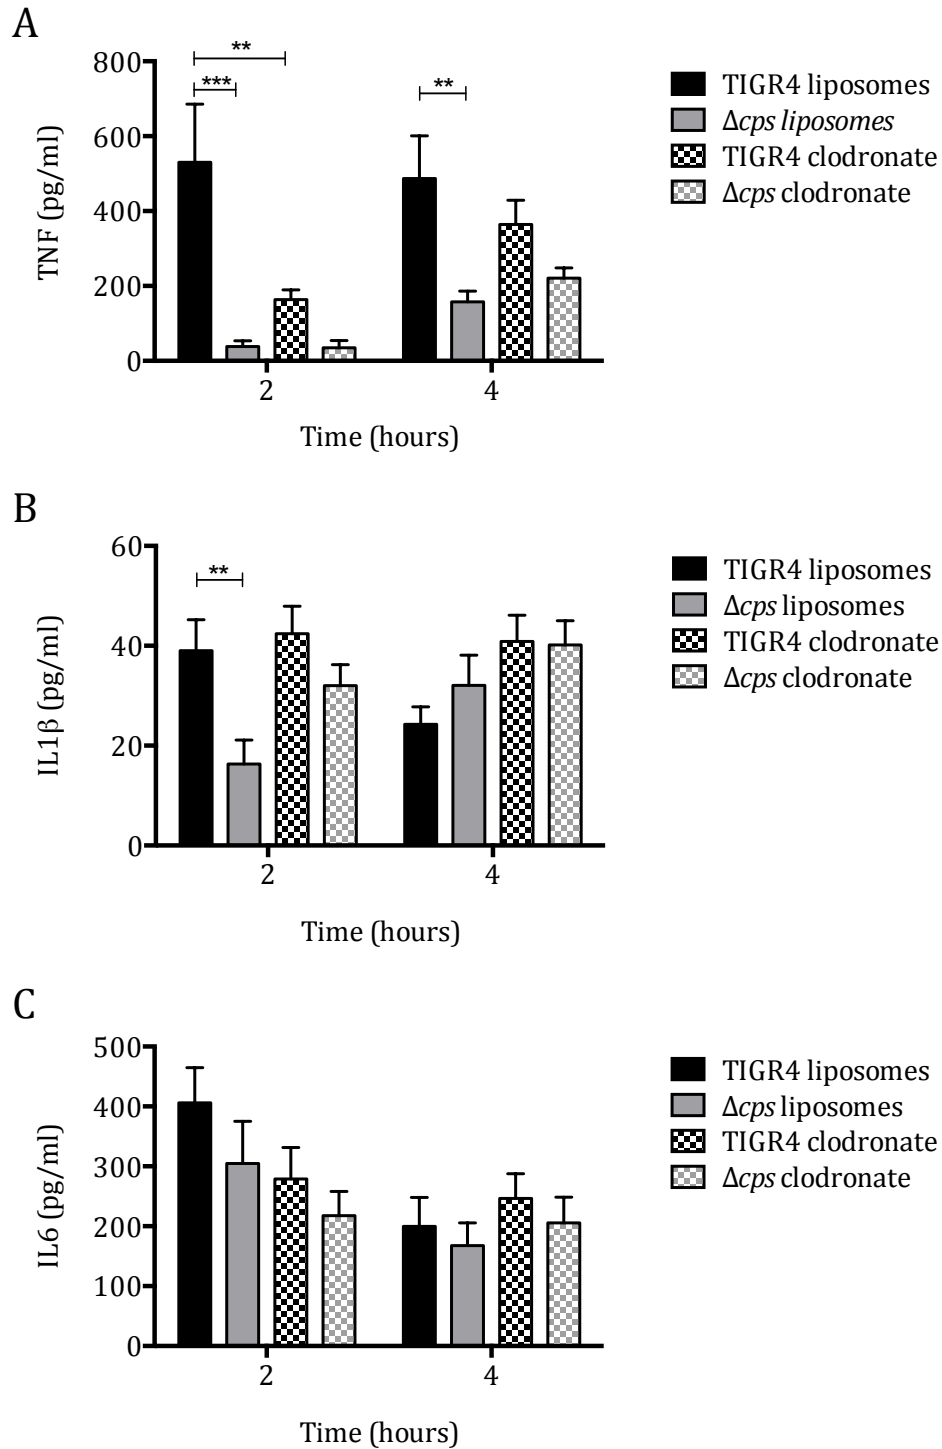 A
800
600
400
200
0
TNF (pg/ml)
**
***
**
2
4
Time (hours)
TIGR4 liposomes
Δcps liposomes
TIGR4 clodronate
Δcps clodronate
B
60
40
20
0
IL1β (pg/ml)
**
2
4
Time (hours)
TIGR4 liposomes
Δcps liposomes
TIGR4 clodronate
Δcps clodronate
C
500
400
300
200
100
0
IL6 (pg/ml)
2
4
Time (hours)
TIGR4 liposomes
Δcps liposomes
TIGR4 clodronate
Δcps clodronate